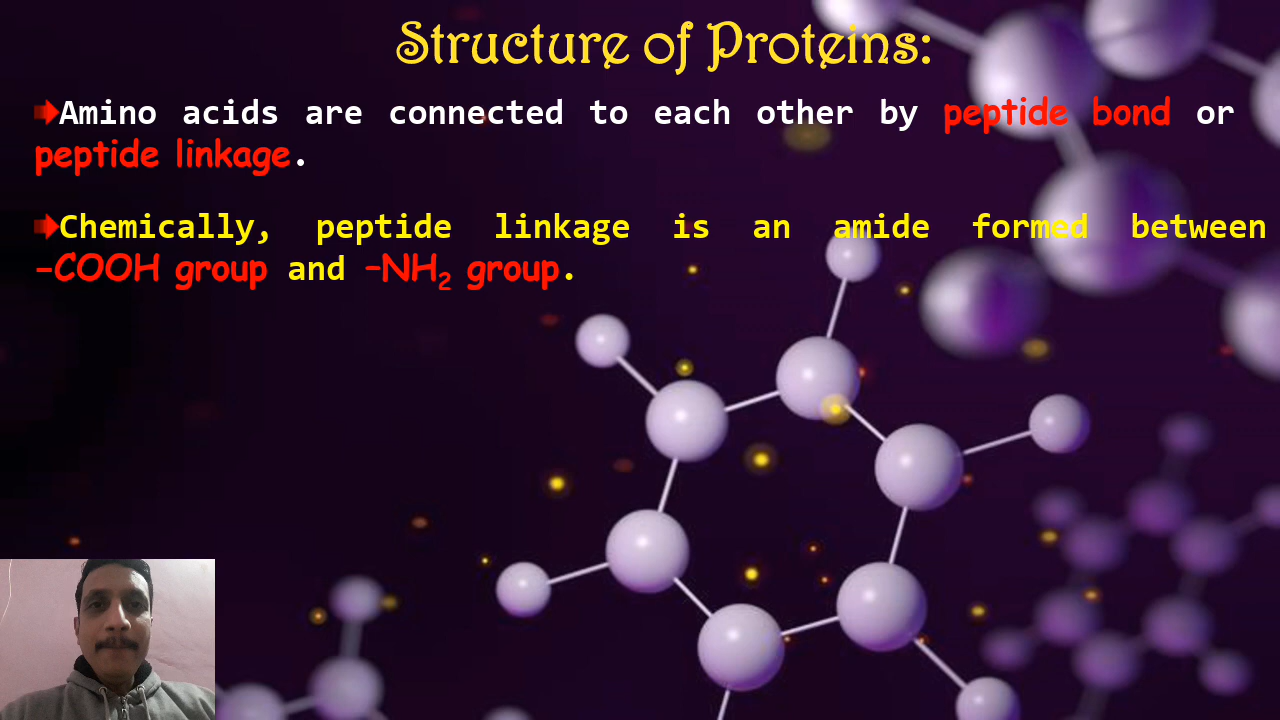 Structure of Proteins:
Amino acids are connected to each other by peptide bond or
peptide linkage.
Chemically, peptide linkage is an amide formed between
–COOH group and –NH₂ group.